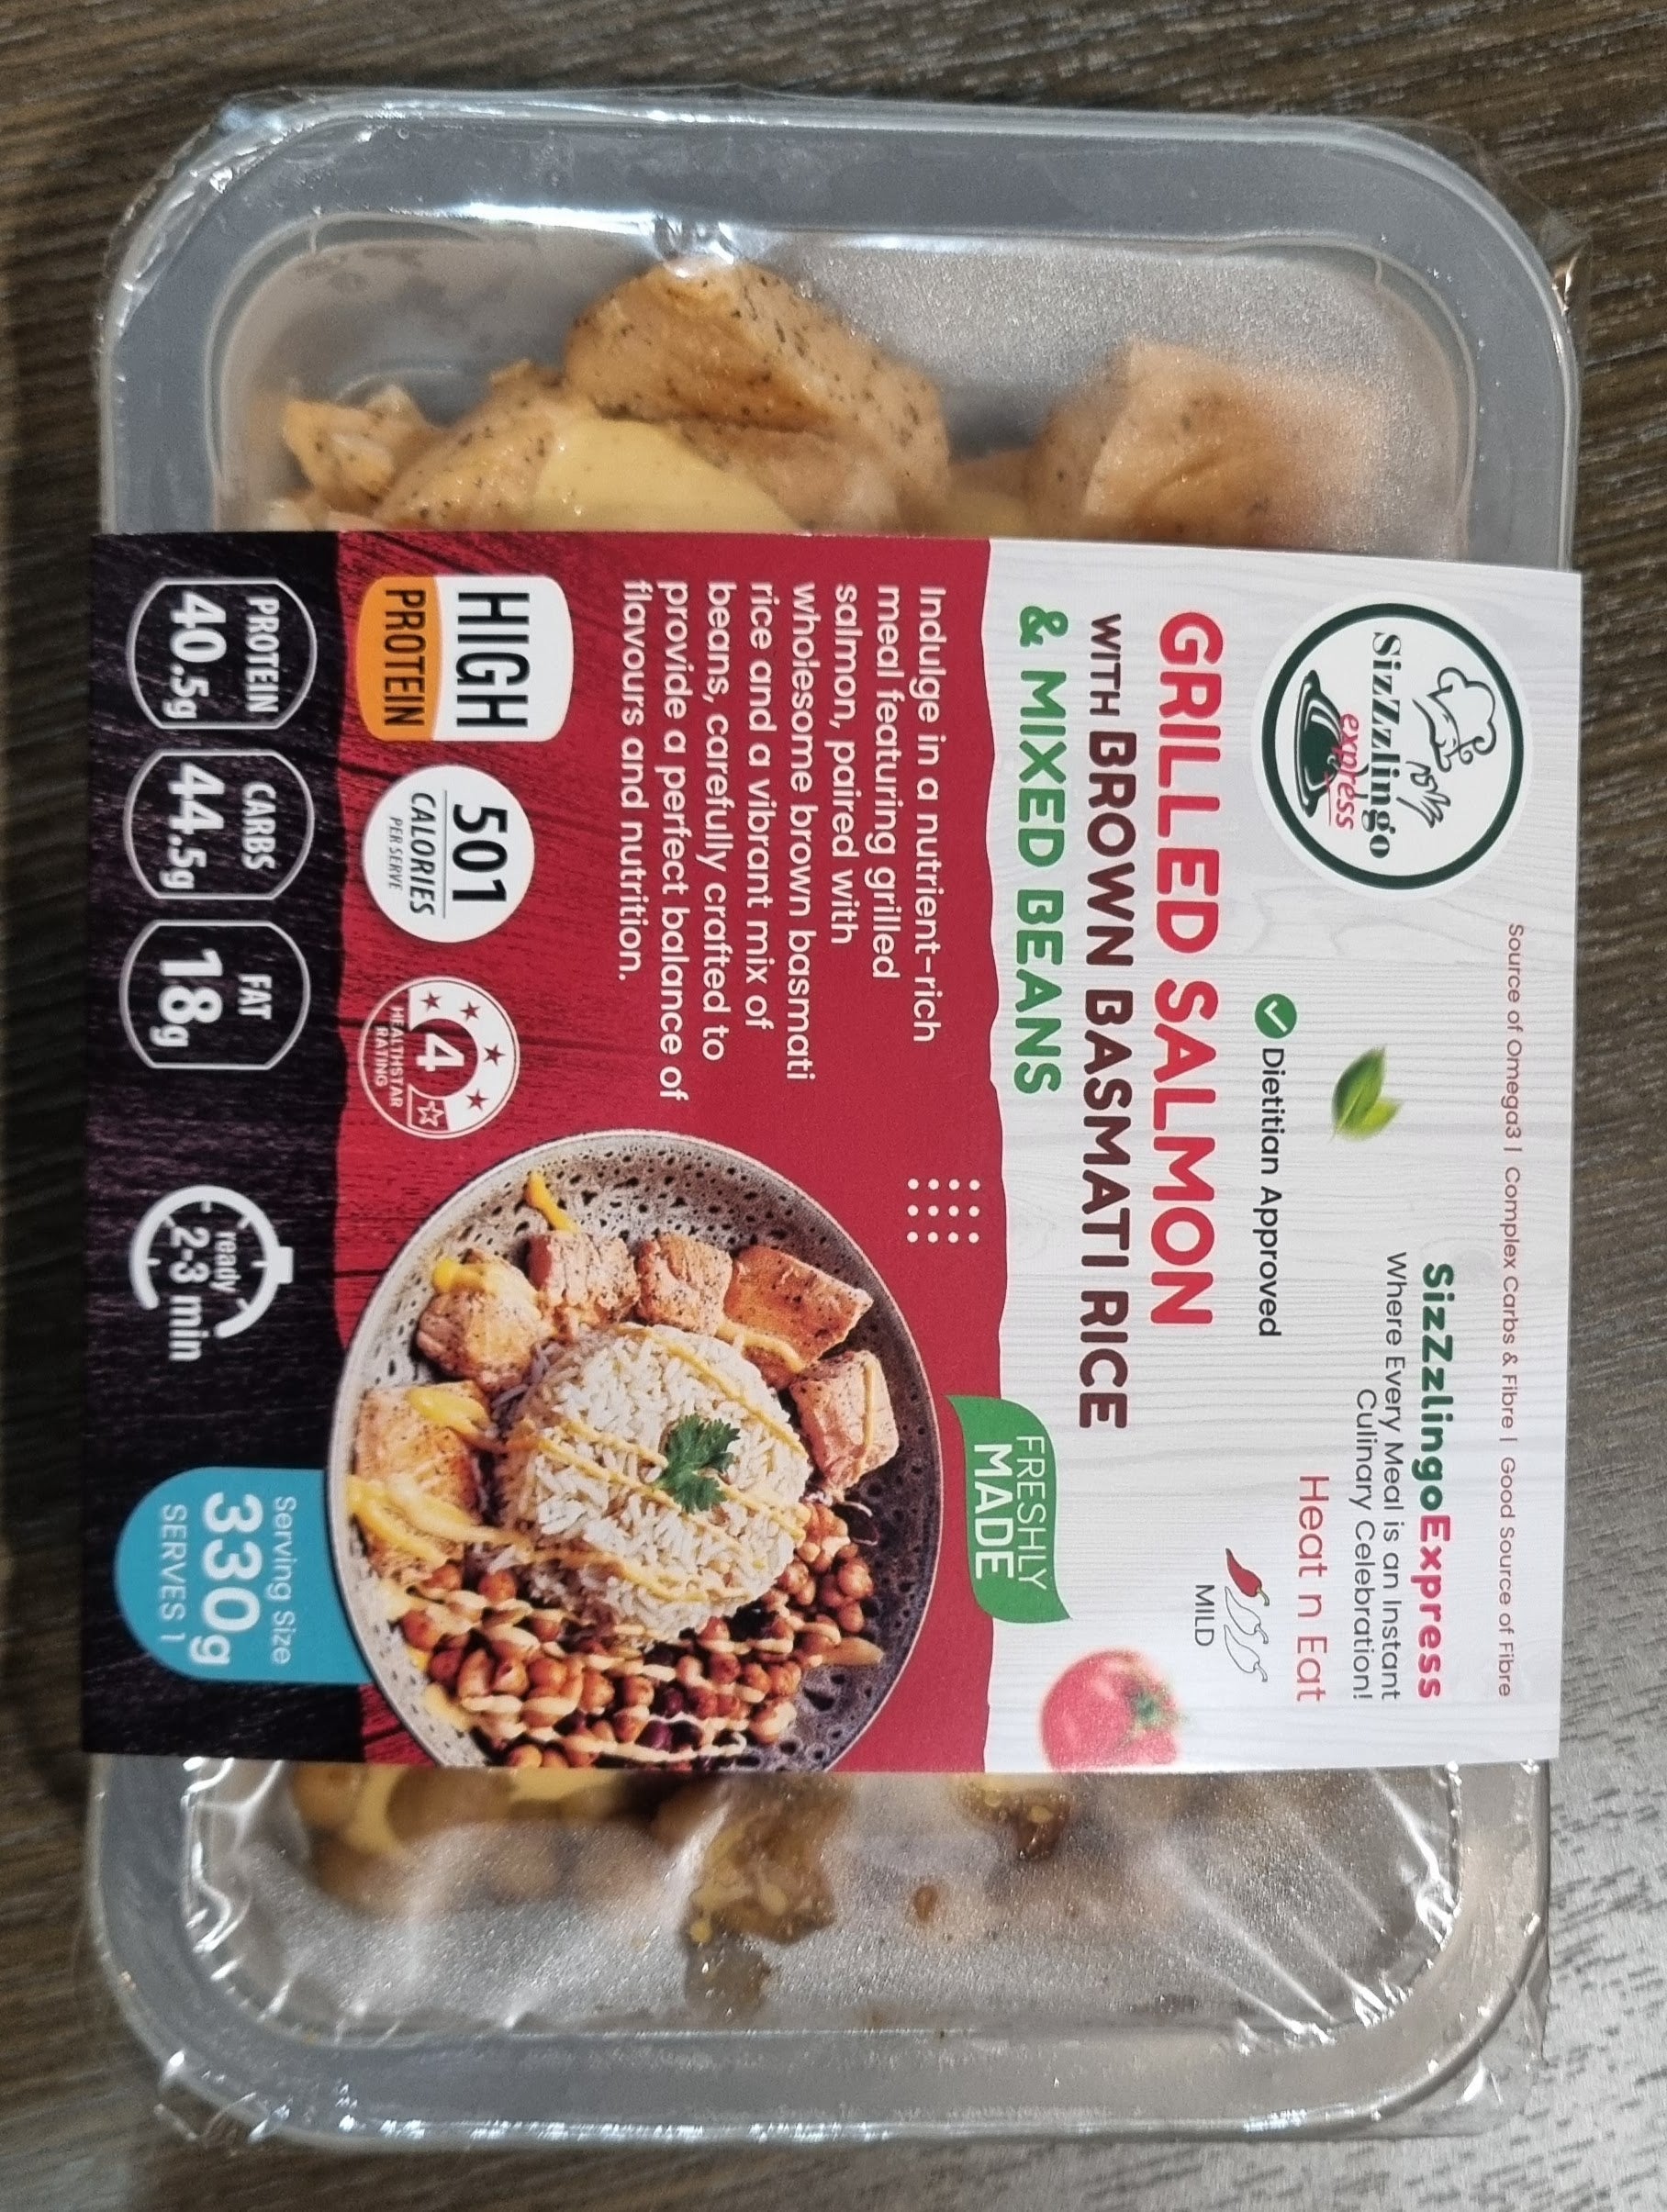 Source of Omega3 | Complex Carbs & Fibre | Good Source of Fibre
SizZzlingo
express
SizZzlingoExpress
Where Every Meal is an Instant
Culinary Celebration!
Heat n Eat
Dietitian Approved
MILD
GRILLED SALMON
WITH BROWN BASMATI RICE
& MIXED BEANS
FRESHLY
MADE
Indulge in a nutrient-rich
meal featuring grilled
salmon, paired with
wholesome brown basmati
rice and a vibrant mix of
beans, carefully crafted to
provide a perfect balance of
flavours and nutrition.
HIGH
PROTEIN
501
CALORIES
PER SERVE
4
HEALTHSTAR
RATING
PROTEIN
40.5g
CARBS
44.5g
FAT
18g
ready
2-3 min
Serving Size
330g
SERVES 1